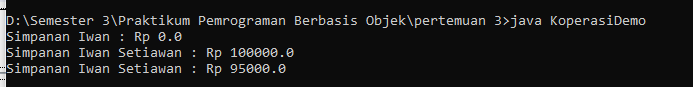 D:\Semester 3\Praktikum Pemrograman Berbasis Objek\pertemuan 3>java KoperasiDemo
Simpanan Iwan : Rp 0.0
Simpanan Iwan Setiawan : Rp 100000.0
Simpanan Iwan Setiawan : Rp 95000.0